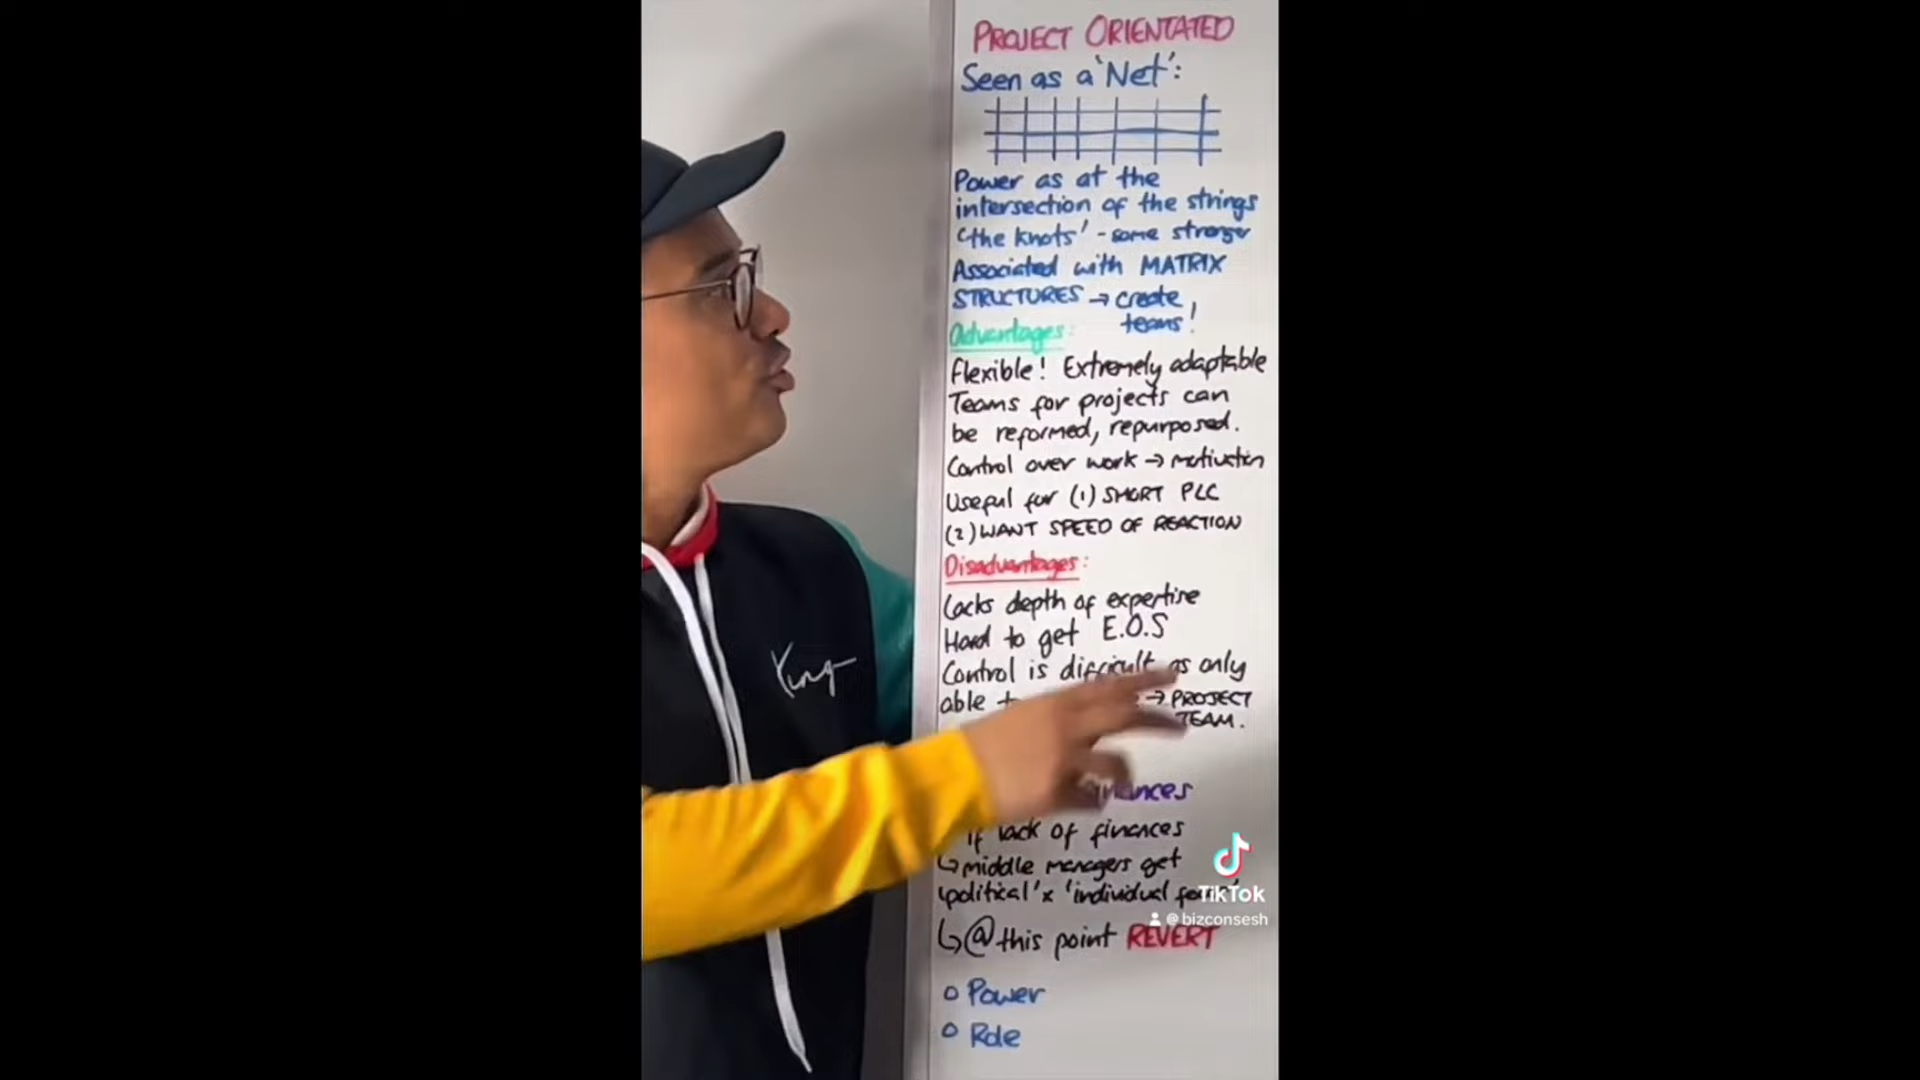 PROJECT ORIENTATED
Seen as a 'Net':
Power as at the
intersection of the strings
'the knots' - some stronger
Associated with MATRIX
STRUCTURES → create
teams!
Advantages:
Flexible! Extremely adaptable
Teams for projects can
be reformed, repurposed.
Control over work → motivation
Useful for (1) SHORT PLC
(2) WANT SPEED OF REACTION
Disadvantages:
Lacks depth of expertise
Hard to get E.O.S
Control is difficult as only
able → PROJECT
TEAM.
If lack of finances
↳ middle managers get
'political' x 'individual
↳ @ this point REVERT
o Power
o Role
Ying
TikTok
@bizconsesh